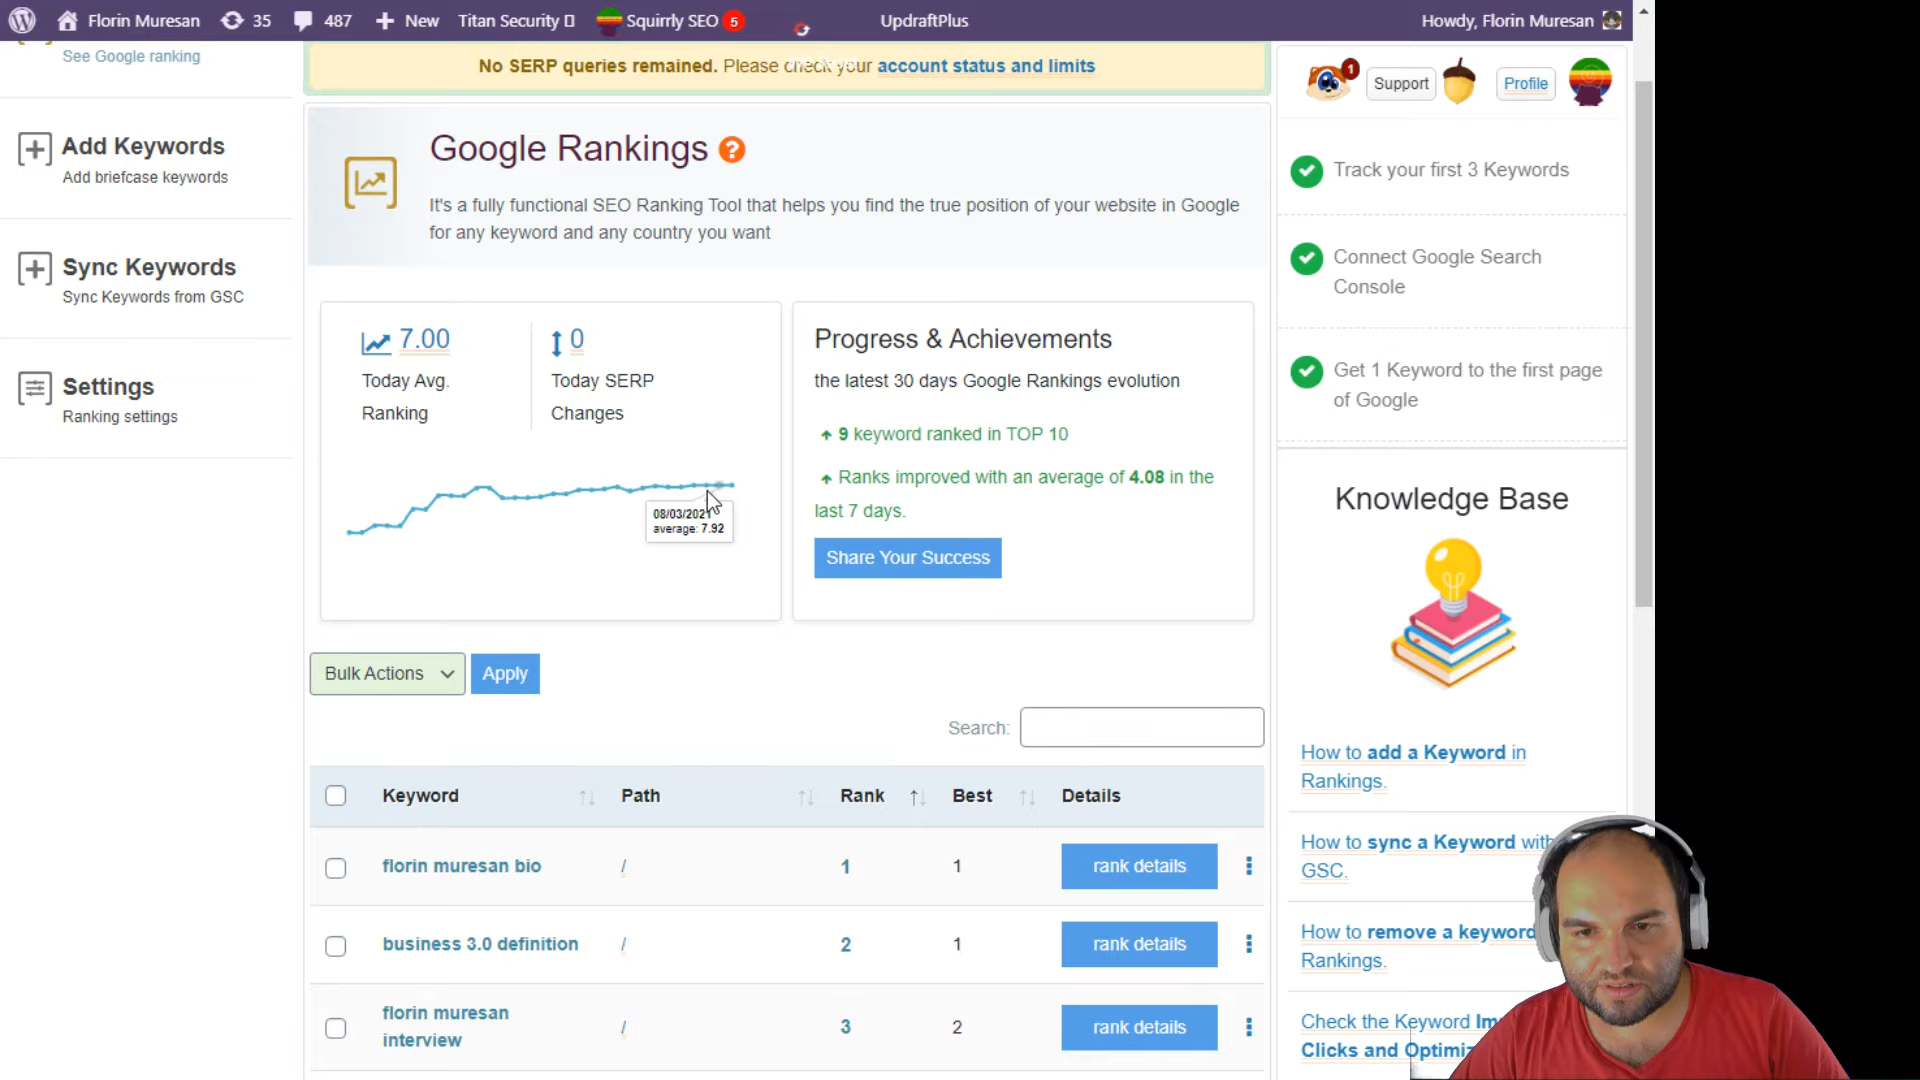 Florin Muresan 35 487 New Titan Security Squirrly SEO 5 UpdraftPlus Howdy, Florin Muresan
See Google ranking
Add Keywords
Add briefcase keywords
Sync Keywords
Sync Keywords from GSC
Settings
Ranking settings
No SERP queries remained. Please check your account status and limits
Google Rankings ?
It's a fully functional SEO Ranking Tool that helps you find the true position of your website in Google
for any keyword and any country you want
7.00
Today Avg.
Ranking
0
Today SERP
Changes
08/03/2021
average: 7.92
Progress & Achievements
the latest 30 days Google Rankings evolution
9 keyword ranked in TOP 10
Ranks improved with an average of 4.08 in the
last 7 days.
Share Your Success
Bulk Actions Apply
Search:
Keyword Path Rank Best Details
florin muresan bio / 1 1 rank details
business 3.0 definition / 2 1 rank details
florin muresan
interview / 3 2 rank details
1 Support Profile
Track your first 3 Keywords
Connect Google Search
Console
Get 1 Keyword to the first page
of Google
Knowledge Base
How to add a Keyword in
Rankings.
How to sync a Keyword with
GSC.
How to remove a keyword
Rankings.
Check the Keyword
Clicks and